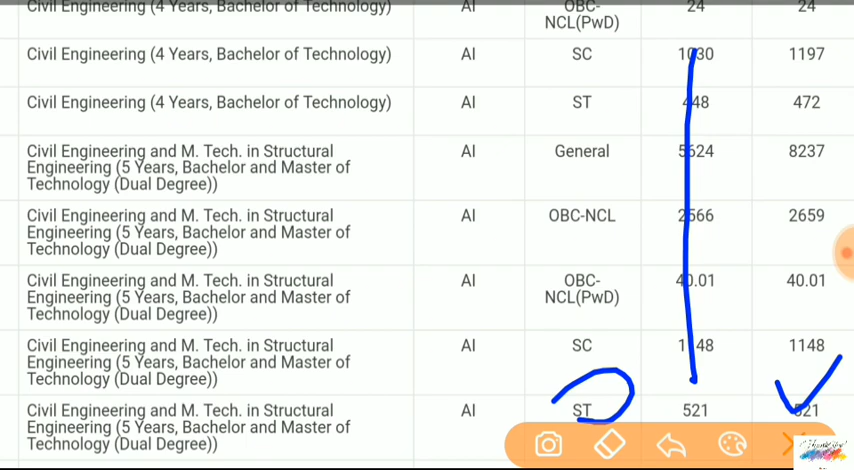 Civil Engineering (4 Years, Bachelor of Technology) AI OBC- 24 24
NCL(PwD)
Civil Engineering (4 Years, Bachelor of Technology) AI SC 1030 1197
Civil Engineering (4 Years, Bachelor of Technology) AI ST 448 472
Civil Engineering and M. Tech. in Structural AI General 5624 8237
Engineering (5 Years, Bachelor and Master of
Technology (Dual Degree))
Civil Engineering and M. Tech. in Structural AI OBC-NCL 2566 2659
Engineering (5 Years, Bachelor and Master of
Technology (Dual Degree))
Civil Engineering and M. Tech. in Structural AI OBC- 40.01 40.01
Engineering (5 Years, Bachelor and Master of NCL(PwD)
Technology (Dual Degree))
Civil Engineering and M. Tech. in Structural AI SC 1148 1148
Engineering (5 Years, Bachelor and Master of
Technology (Dual Degree))
Civil Engineering and M. Tech. in Structural AI ST 521 521
Engineering (5 Years, Bachelor and Master of
Technology (Dual Degree))